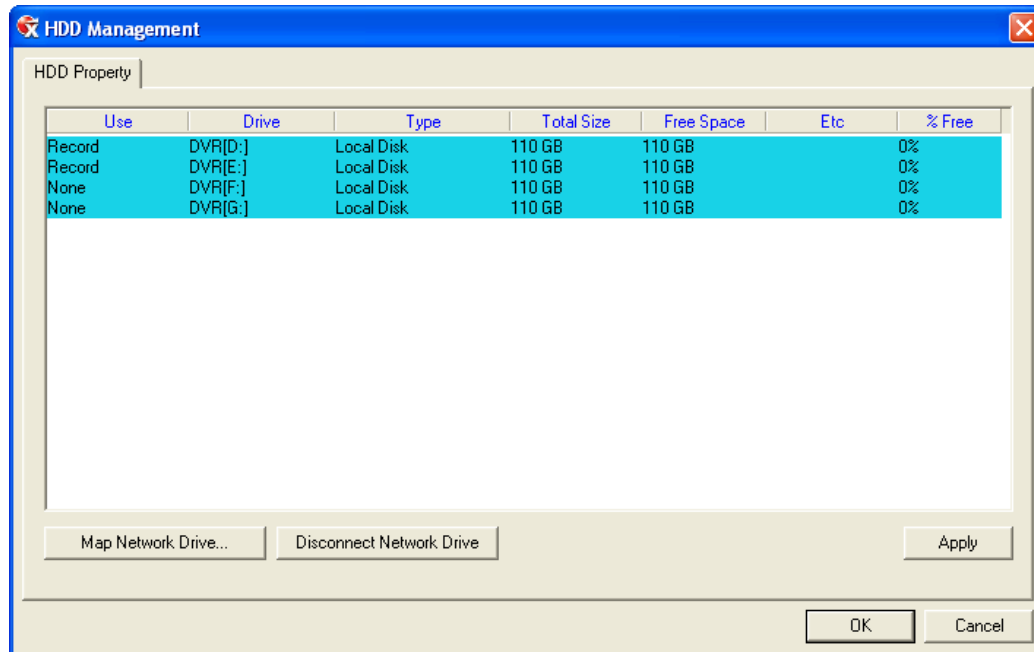 HDD Management
HDD Property
Use Drive Type Total Size Free Space Etc % Free
Record DVR[D:] Local Disk 110 GB 110 GB 0%
Record DVR[E:] Local Disk 110 GB 110 GB 0%
None DVR[F:] Local Disk 110 GB 110 GB 0%
None DVR[G:] Local Disk 110 GB 110 GB 0%
Map Network Drive... Disconnect Network Drive Apply
OK Cancel